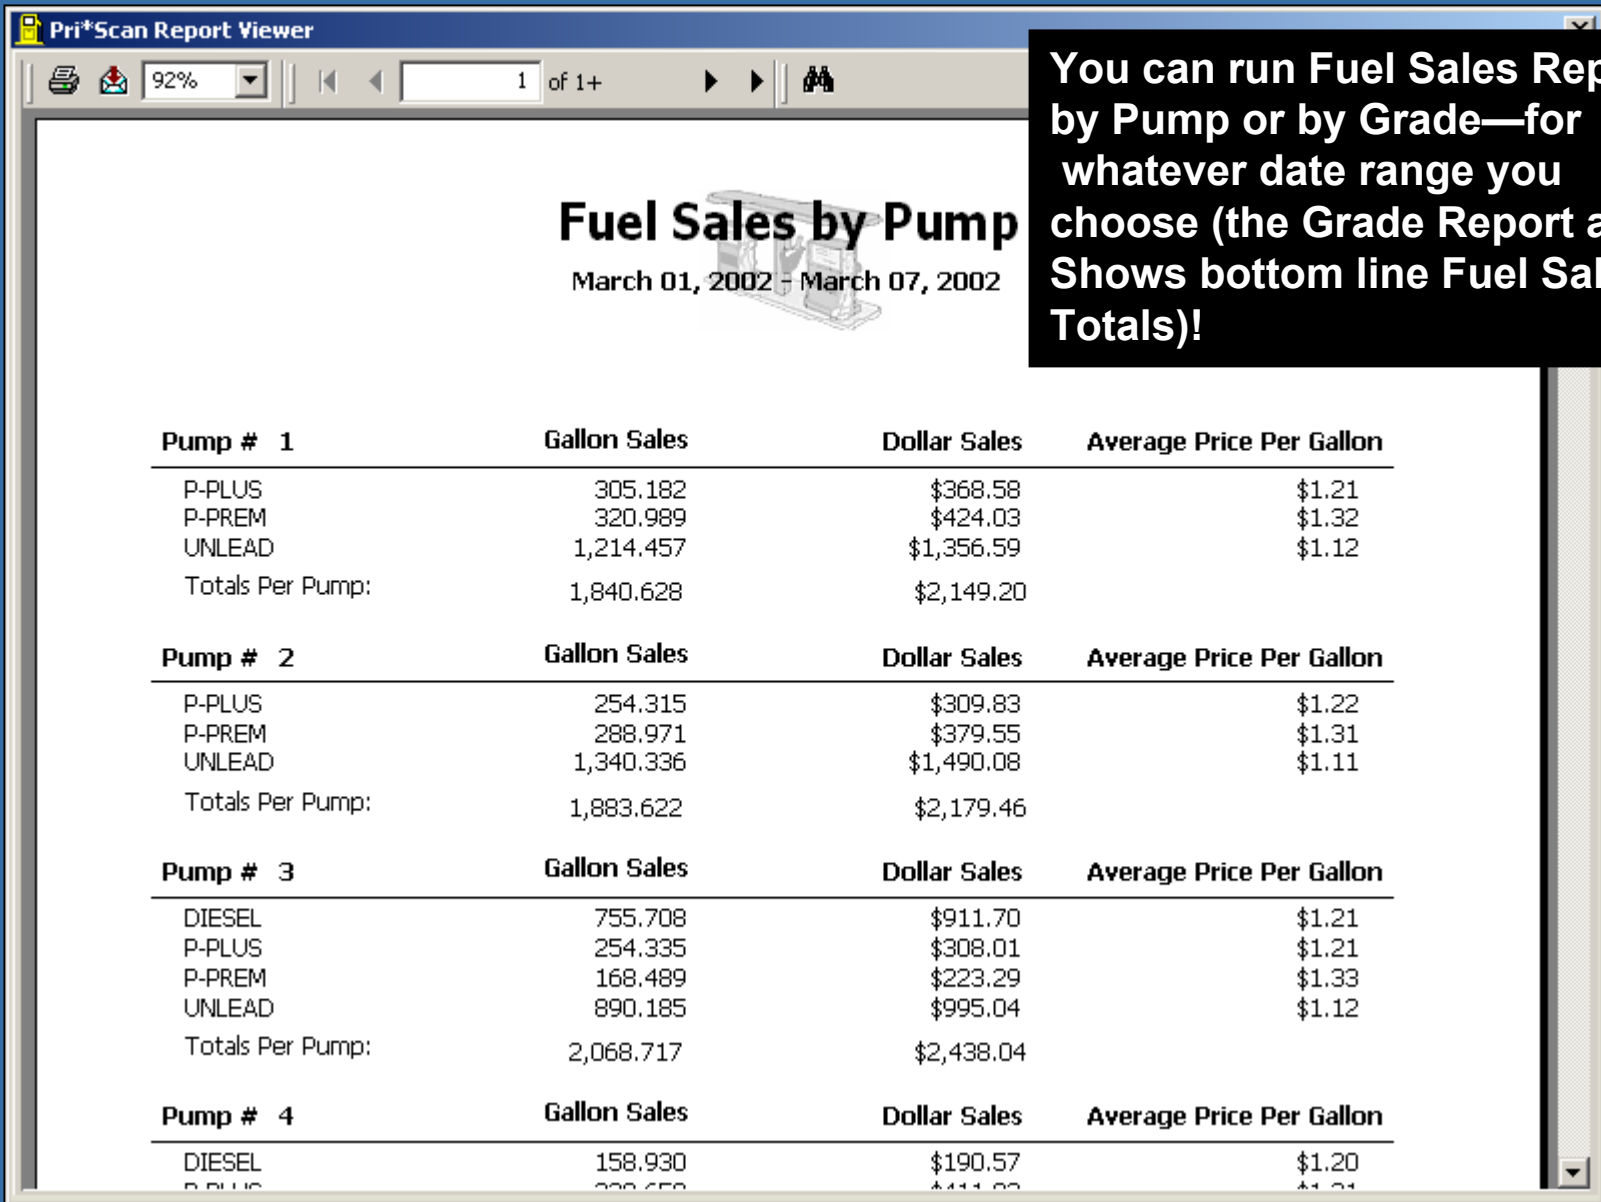 Pri*Scan Report Viewer
92% 1 of 1+
You can run Fuel Sales
by Pump or by Grade—for
whatever date range you
choose (the Grade Report
Shows bottom line Fuel
Totals)!
Fuel Sales by Pump
March 01, 2002 - March 07, 2002
Pump # 1 Gallon Sales Dollar Sales Average Price Per Gallon
P-PLUS 305.182 $368.58 $1.21
P-PREM 320.989 $424.03 $1.32
UNLEAD 1,214.457 $1,356.59 $1.12
Totals Per Pump: 1,840.628 $2,149.20
Pump # 2 Gallon Sales Dollar Sales Average Price Per Gallon
P-PLUS 254.315 $309.83 $1.22
P-PREM 288.971 $379.55 $1.31
UNLEAD 1,340.336 $1,490.08 $1.11
Totals Per Pump: 1,883.622 $2,179.46
Pump # 3 Gallon Sales Dollar Sales Average Price Per Gallon
DIESEL 755.708 $911.70 $1.21
P-PLUS 254.335 $308.01 $1.21
P-PREM 168.489 $223.29 $1.33
UNLEAD 890.185 $995.04 $1.12
Totals Per Pump: 2,068.717 $2,438.04
Pump # 4 Gallon Sales Dollar Sales Average Price Per Gallon
DIESEL 158.930 $190.57 $1.20